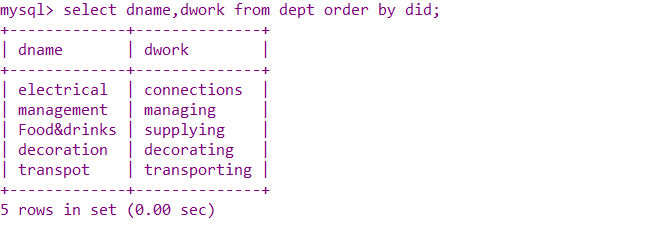 mysql> select dname,dwork from dept order by did;
+-------------+--------------+
| dname       | dwork        |
+-------------+--------------+
| electrical  | connections  |
| management  | managing     |
| Food&drinks | supplying    |
| decoration  | decorating   |
| transpot    | transporting |
+-------------+--------------+
5 rows in set (0.00 sec)